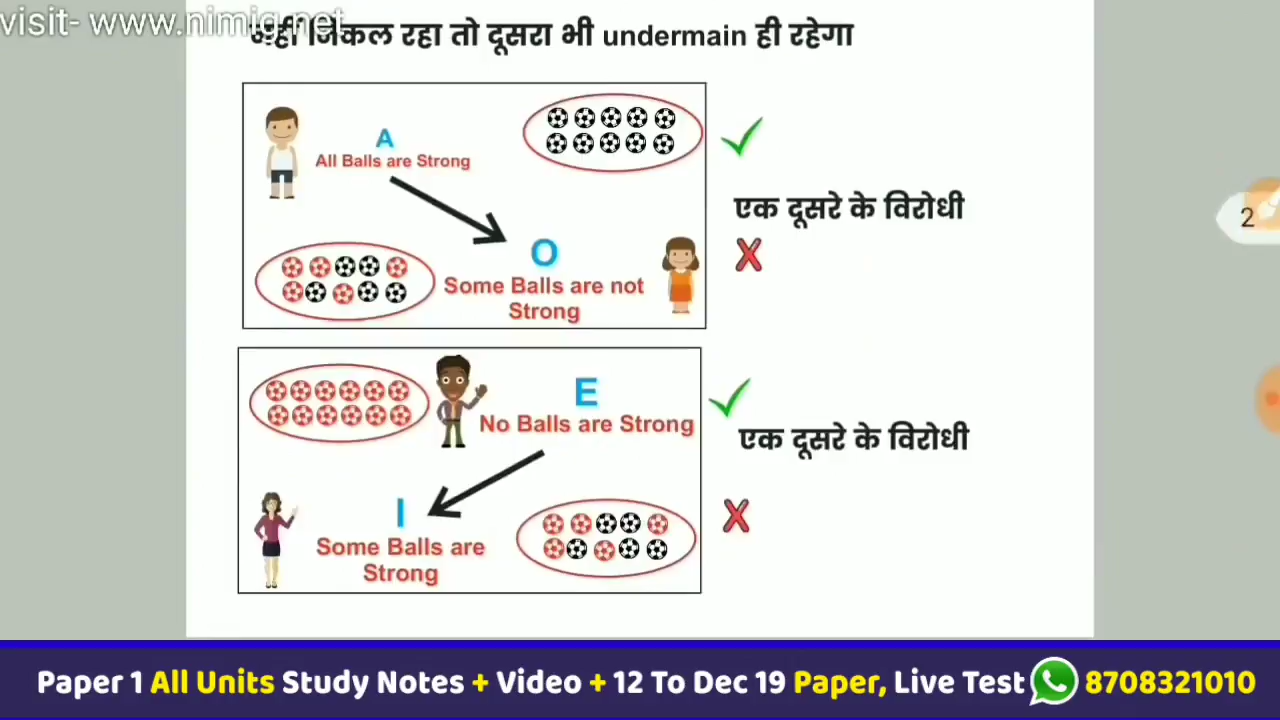 visit- www.nimig.net
रहा तो दूसरा भी undermain ही रहेगा
A
All Balls are Strong
एक दूसरे के विरोधी
O
Some Balls are not
Strong
E
No Balls are Strong
एक दूसरे के विरोधी
I
Some Balls are
Strong
2
Paper 1 All Units Study Notes + Video + 12 To Dec 19 Paper, Live Test 8708321010